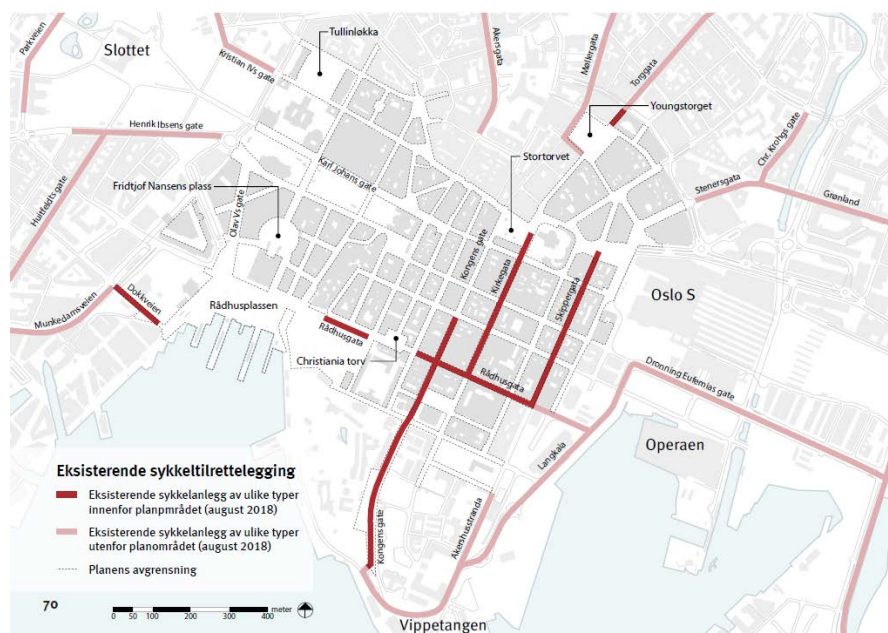 Parkveien
Slottet
Tullinløkka
Kristian IVs gate
Akersgata
Møllergata
Torggata
Henrik Ibsens gate
Youngstorget
Chr. Krohgs gate
Stortorvet
Stenersgata
Grønland
Karl Johans gate
Fridtjof Nansens plass
Huitfeldts gate
Olav Vs gate
Kongens gate
Kirkegata
Skippergata
Oslo S
Dokkveien
Munkedamsveien
Rådhusplassen
Rådhusgata
Christiania torv
Rådhusgata
Dronning Eufemias gate
Operaen
Langkaia
Akershusstranda
Kongens gate
Vippetangen
Eksisterende sykkeltilrettelegging
Eksisterende sykkelanlegg av ulike typer
innenfor planpmrådet (august 2018)
Eksisterende sykkelanlegg av ulike typer
utenfor planområdet (august 2018)
Planens avgrensning
70
0 50 100 200 300 400 meter